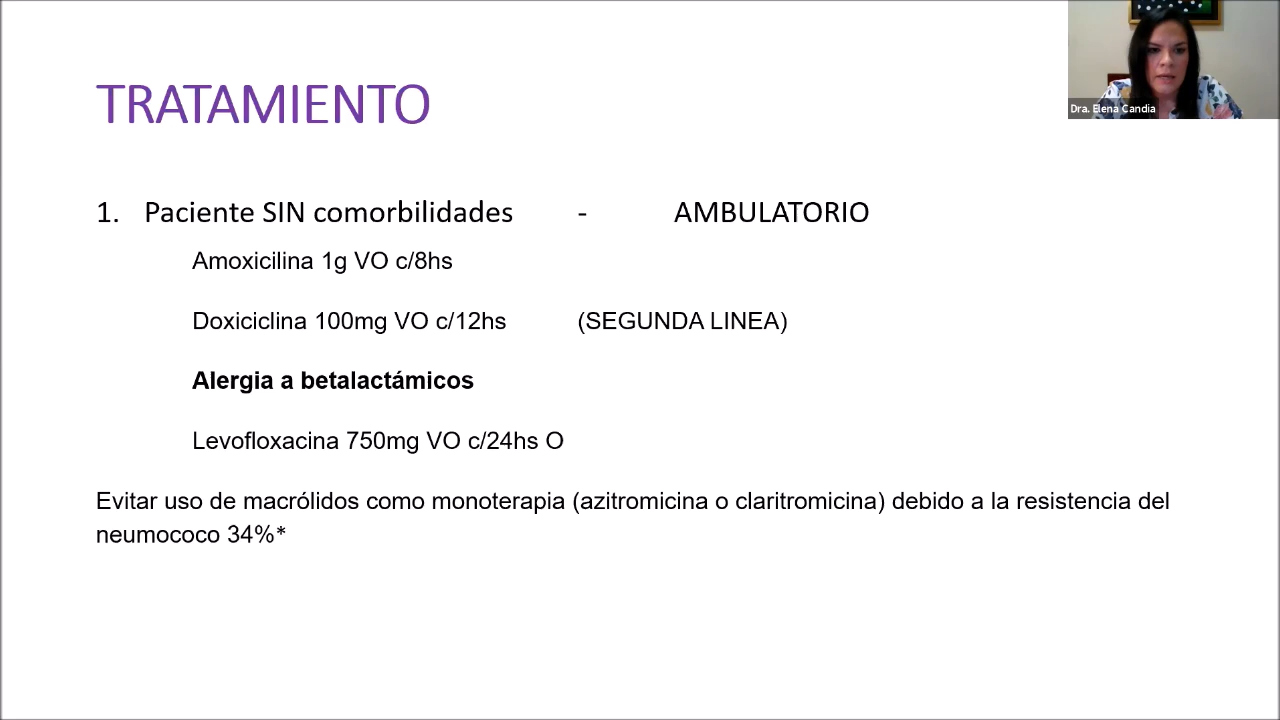 TRATAMIENTO
Dra. Elena Candia
1. Paciente SIN comorbilidades - AMBULATORIO
Amoxicilina 1g VO c/8hs
Doxiciclina 100mg VO c/12hs (SEGUNDA LINEA)
Alergia a betalactámicos
Levofloxacina 750mg VO c/24hs O
Evitar uso de macrólidos como monoterapia (azitromicina o claritromicina) debido a la resistencia del
neumococo 34%*